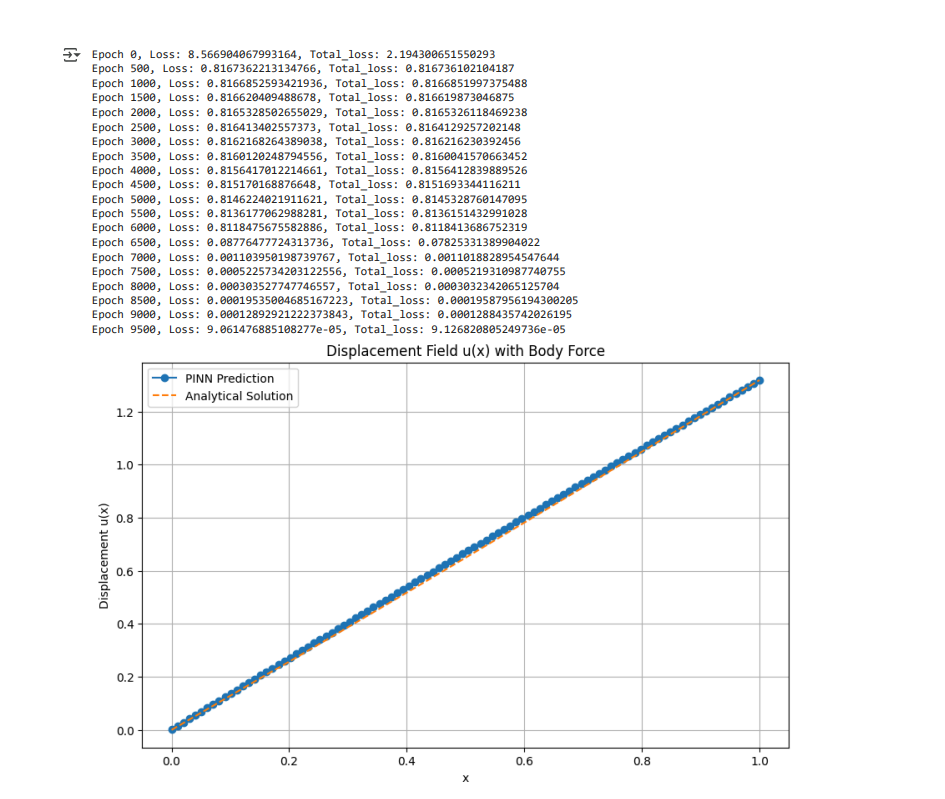 Epoch 0, Loss: 8.566904067993164, Total_loss: 2.194300651550293
Epoch 500, Loss: 0.8167362213134766, Total_loss: 0.816736102104187
Epoch 1000, Loss: 0.8166852593421936, Total_loss: 0.8166851997375488
Epoch 1500, Loss: 0.816620409488678, Total_loss: 0.816619873046875
Epoch 2000, Loss: 0.8165328502655029, Total_loss: 0.8165326118469238
Epoch 2500, Loss: 0.816413402557373, Total_loss: 0.8164129257202148
Epoch 3000, Loss: 0.8162168264389038, Total_loss: 0.816216230392456
Epoch 3500, Loss: 0.8160120248794556, Total_loss: 0.8160041570663452
Epoch 4000, Loss: 0.8156417012214661, Total_loss: 0.8156412839889526
Epoch 4500, Loss: 0.815170168876648, Total_loss: 0.8151693344116211
Epoch 5000, Loss: 0.8146224021911621, Total_loss: 0.8145328760147095
Epoch 5500, Loss: 0.8136177062988281, Total_loss: 0.8136151432991028
Epoch 6000, Loss: 0.8118475675582886, Total_loss: 0.8118413686752319
Epoch 6500, Loss: 0.08776477724313736, Total_loss: 0.07825331389904022
Epoch 7000, Loss: 0.001103950198739767, Total_loss: 0.0011018828954547644
Epoch 7500, Loss: 0.0005225734203122556, Total_loss: 0.0005219310987740755
Epoch 8000, Loss: 0.000303527747746557, Total_loss: 0.0003032342065125704
Epoch 8500, Loss: 0.00019535004685167223, Total_loss: 0.00019587956194300205
Epoch 9000, Loss: 0.00012892921222373843, Total_loss: 0.0001288435742026195
Epoch 9500, Loss: 9.061476885108277e-05, Total_loss: 9.126820805249736e-05
Displacement Field u(x) with Body Force
PINN Prediction
Analytical Solution
Displacement u(x)
1.2
1.0
0.8
0.6
0.4
0.2
0.0
0.0 0.2 0.4 0.6 0.8 1.0
x